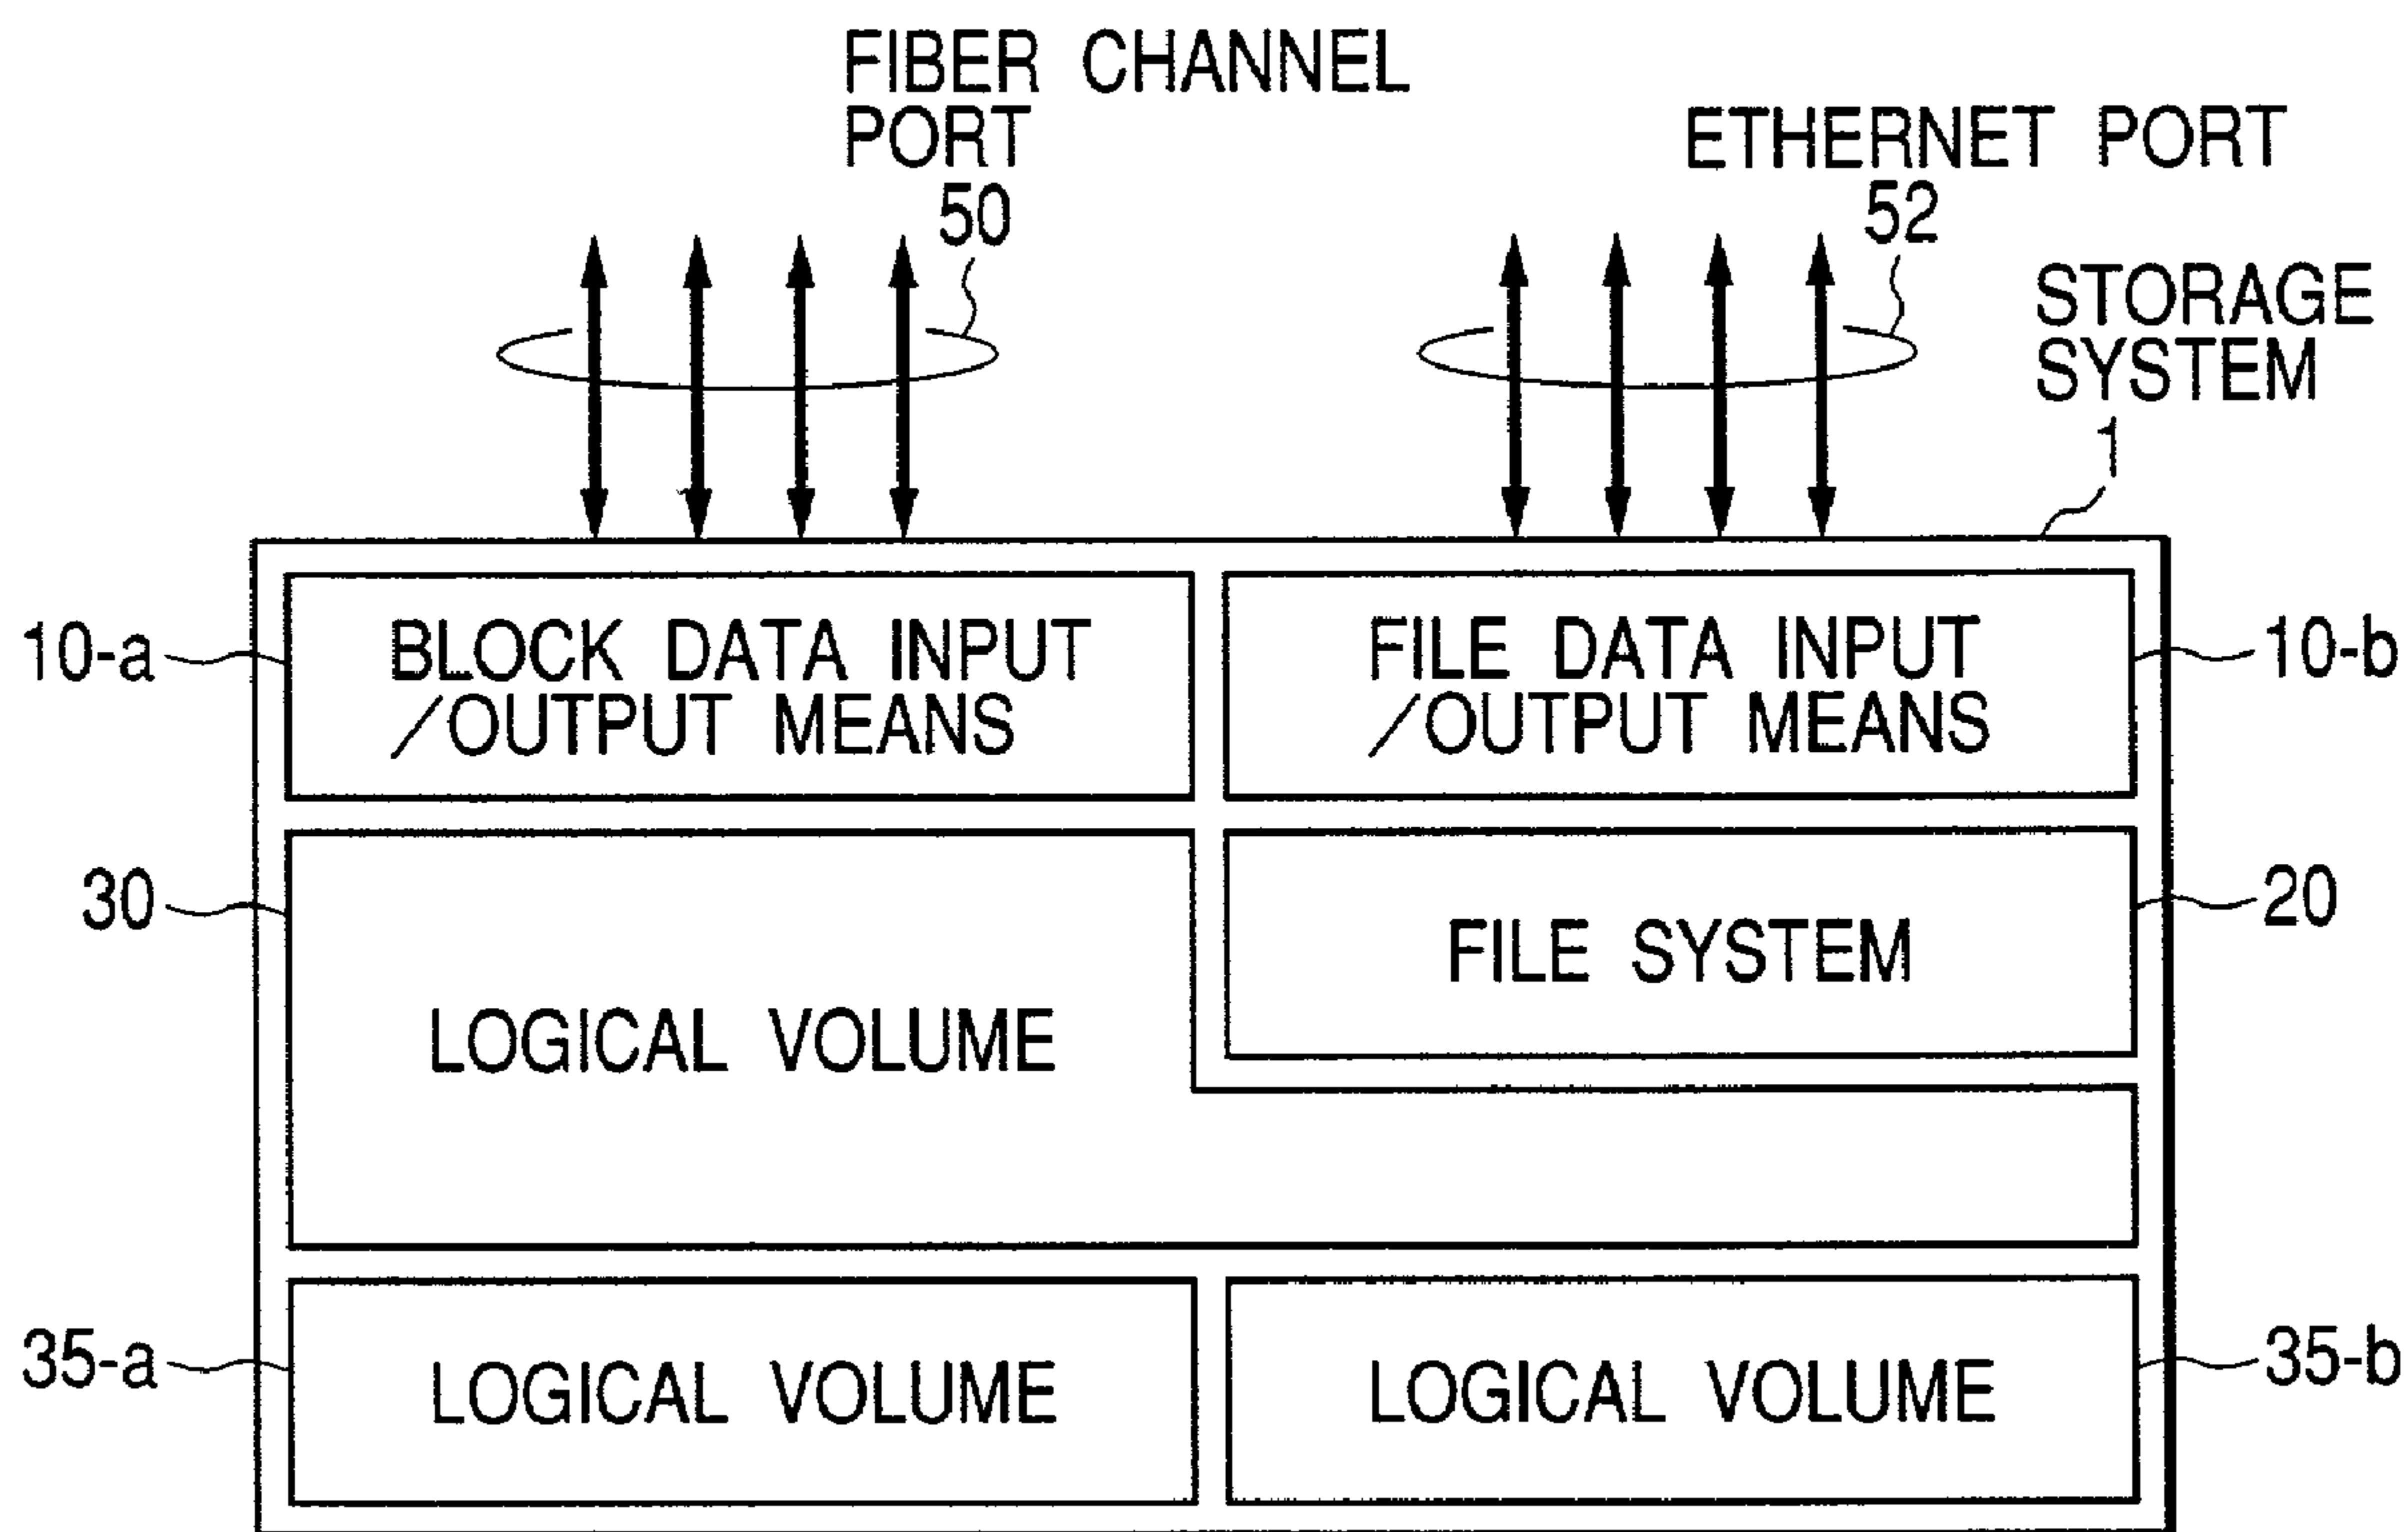 FIBER CHANNEL
PORT
50
ETHERNET PORT
52
STORAGE
SYSTEM
1
10-a
BLOCK DATA INPUT
/OUTPUT MEANS
FILE DATA INPUT
/OUTPUT MEANS
10-b
30
LOGICAL VOLUME
FILE SYSTEM
20
35-a
LOGICAL VOLUME
LOGICAL VOLUME
35-b